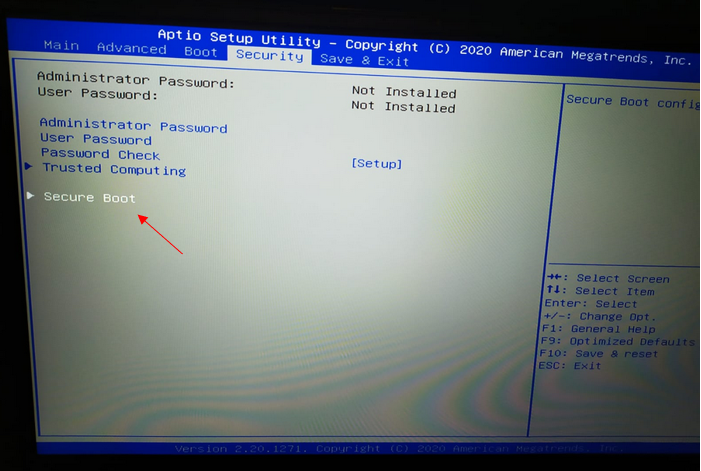 Aptio Setup Utility – Copyright (C) 2020 American Megatrends, Inc.
Main Advanced Boot Security Save & Exit
Administrator Password: Not Installed
User Password: Not Installed
Administrator Password
User Password
Password Check [Setup]
Trusted Computing
Secure Boot
Secure Boot config
→←: Select Screen
↑↓: Select Item
Enter: Select
+/-: Change Opt.
F1: General Help
F9: Optimized Defaults
F10: Save & reset
ESC: Exit
Version 2.20.1271. Copyright (C) 2020 American Megatrends, Inc.